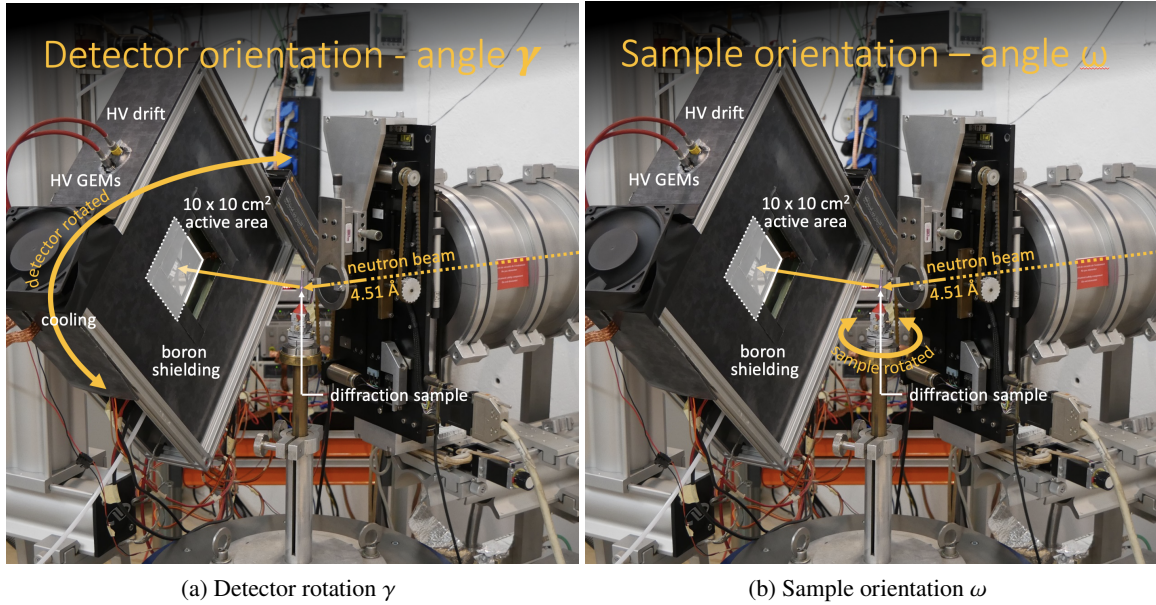 Detector orientation - angle γ
HV drift
HV GEMs
10 x 10 cm²
active area
detector rotated
neutron beam
4.51 Å
cooling
boron
shielding
diffraction sample
Sample orientation – angle ω
HV drift
HV GEMs
10 x 10 cm²
active area
neutron beam
4.51 Å
sample rotated
boron
shielding
diffraction sample
(a) Detector rotation γ
(b) Sample orientation ω